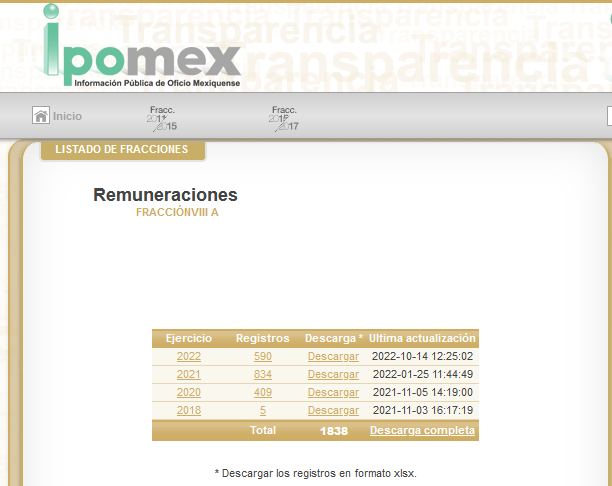 Transparencia
ipomex
Información Pública de Oficio Mexiquense
Inicio
Fracc.
Fracc.
LISTADO DE FRACCIONES
Remuneraciones
FRACCIÓNVIII A
Ejercicio Registros Descarga * Ultima actualización
2022 590 Descargar 2022-10-14 12:25:02
2021 834 Descargar 2022-01-25 11:44:49
2020 409 Descargar 2021-11-05 14:19:00
2018 5 Descargar 2021-11-03 16:17:19
Total 1838 Descarga completa
* Descargar los registros en formato xlsx.